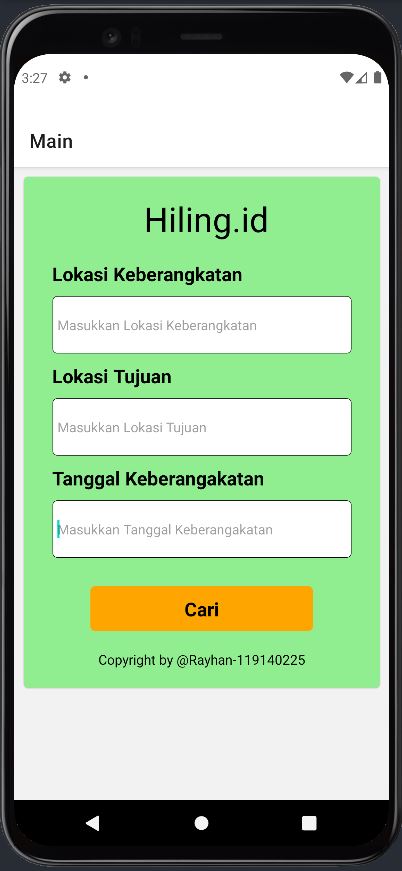 3:27
Main
Hiling.id
Lokasi Keberangkatan
Masukkan Lokasi Keberangkatan
Lokasi Tujuan
Masukkan Lokasi Tujuan
Tanggal Keberangakatan
Masukkan Tanggal Keberangakatan
Cari
Copyright by @Rayhan-119140225